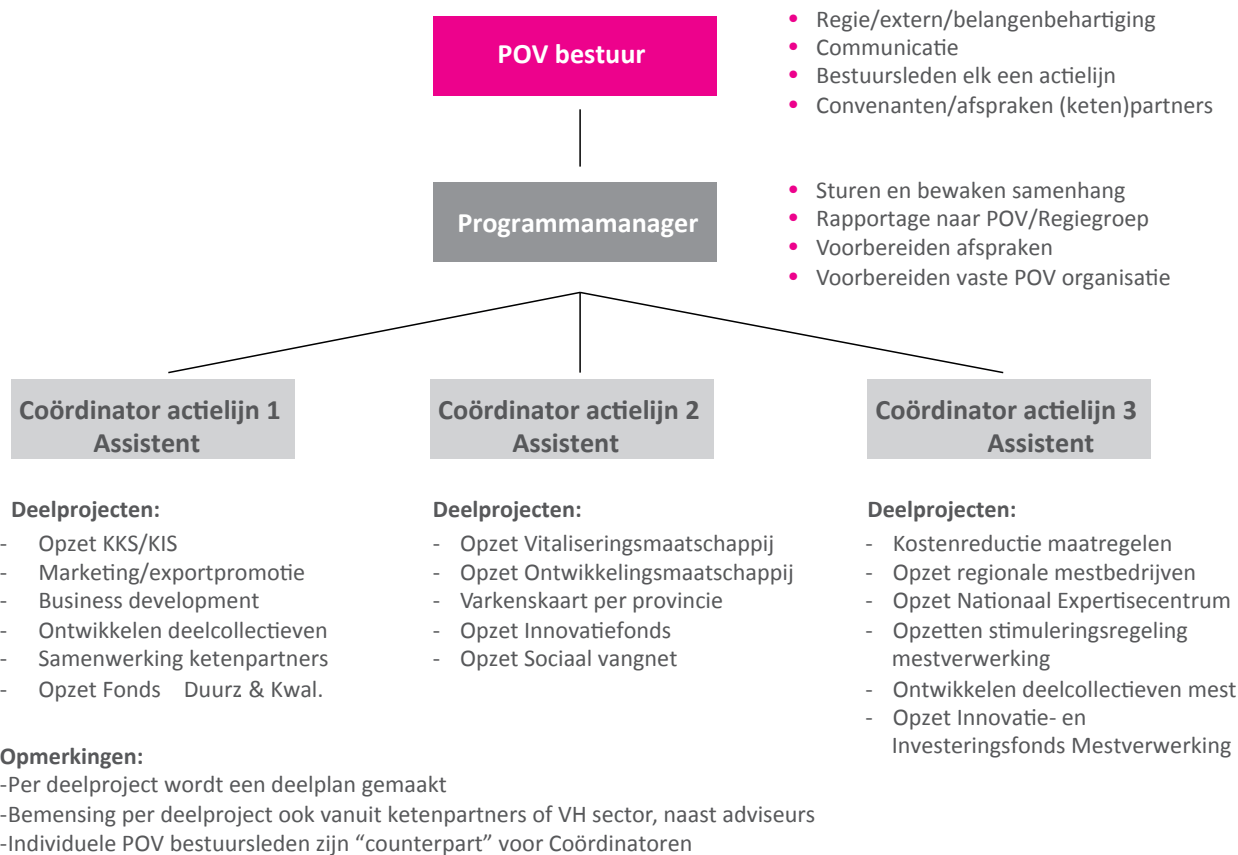 POV bestuur
• Regie/extern/belangenbehartiging
• Communicatie
• Bestuursleden elk een actielijn
• Convenanten/afspraken (keten)partners
Programmamanager
• Sturen en bewaken samenhang
• Rapportage naar POV/Regiegroep
• Voorbereiden afspraken
• Voorbereiden vaste POV organisatie
Coördinator actielijn 1
Assistent
Deelprojecten:
- Opzet KKS/KIS
- Marketing/exportpromotie
- Business development
- Ontwikkelen deelcollectieven
- Samenwerking ketenpartners
- Opzet Fonds Duurz & Kwal.
Coördinator actielijn 2
Assistent
Deelprojecten:
- Opzet Vitaliseringsmaatschappij
- Opzet Ontwikkelingsmaatschappij
- Varkenskaart per provincie
- Opzet Innovatiefonds
- Opzet Sociaal vangnet
Coördinator actielijn 3
Assistent
Deelprojecten:
- Kostenreductie maatregelen
- Opzet regionale mestbedrijven
- Opzet Nationaal Expertisecentrum
- Opzetten stimuleringsregeling
mestverwerking
- Ontwikkelen deelcollectieven mest
- Opzet Innovatie- en
Investeringsfonds Mestverwerking
Opmerkingen:
-Per deelproject wordt een deelplan gemaakt
-Bemensing per deelproject ook vanuit ketenpartners of VH sector, naast adviseurs
-Individuele POV bestuursleden zijn “counterpart” voor Coördinatoren